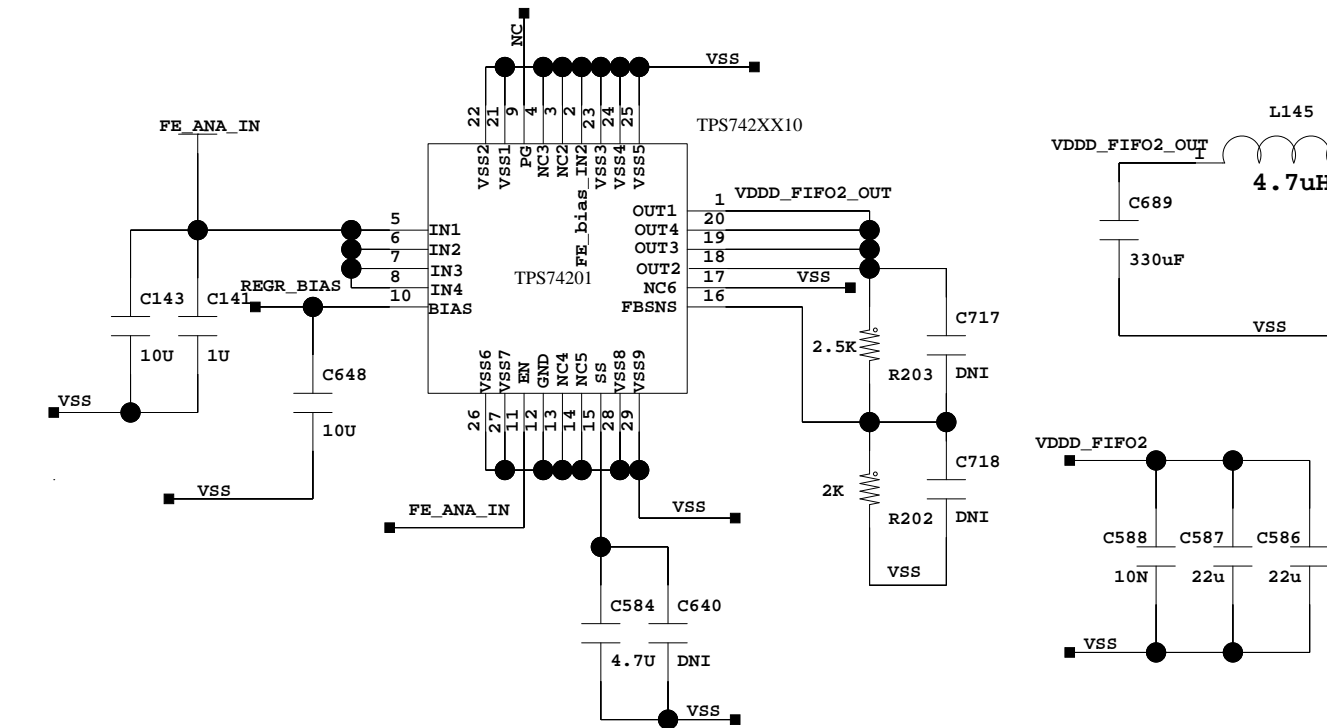 NC
VSS
22
21
9
4
3
2
23
24
25
TPS742XX10
FE_ANA_IN
VSS2
VSS1
PG
NC3
NC2
FE_bias_IN2
VSS3
VSS4
VSS5
L145
VDDD_FIFO2_OUT
1
4.7uH
C689
330uF
VSS
1 VDDD_FIFO2_OUT
OUT1
20
OUT4
19
OUT3
18
OUT2
17 VSS
NC6
16
FBSNS
5
IN1
6
IN2
7
IN3
8
IN4
10
BIAS
TPS74201
REGR_BIAS
C143 C141
10U 1U
VSS
C648
10U
VSS
C717
2.5K
R203 DNI
VSS6
VSS7
EN
GND
NC4
NC5
SS
VSS8
VSS9
26
27
11
12
13
14
15
28
29
C718
2K
R202 DNI
VSS
FE_ANA_IN
VSS
VDDD_FIFO2
C588 C587 C586
10N 22u 22u
VSS
C584 C640
4.7U DNI
VSS